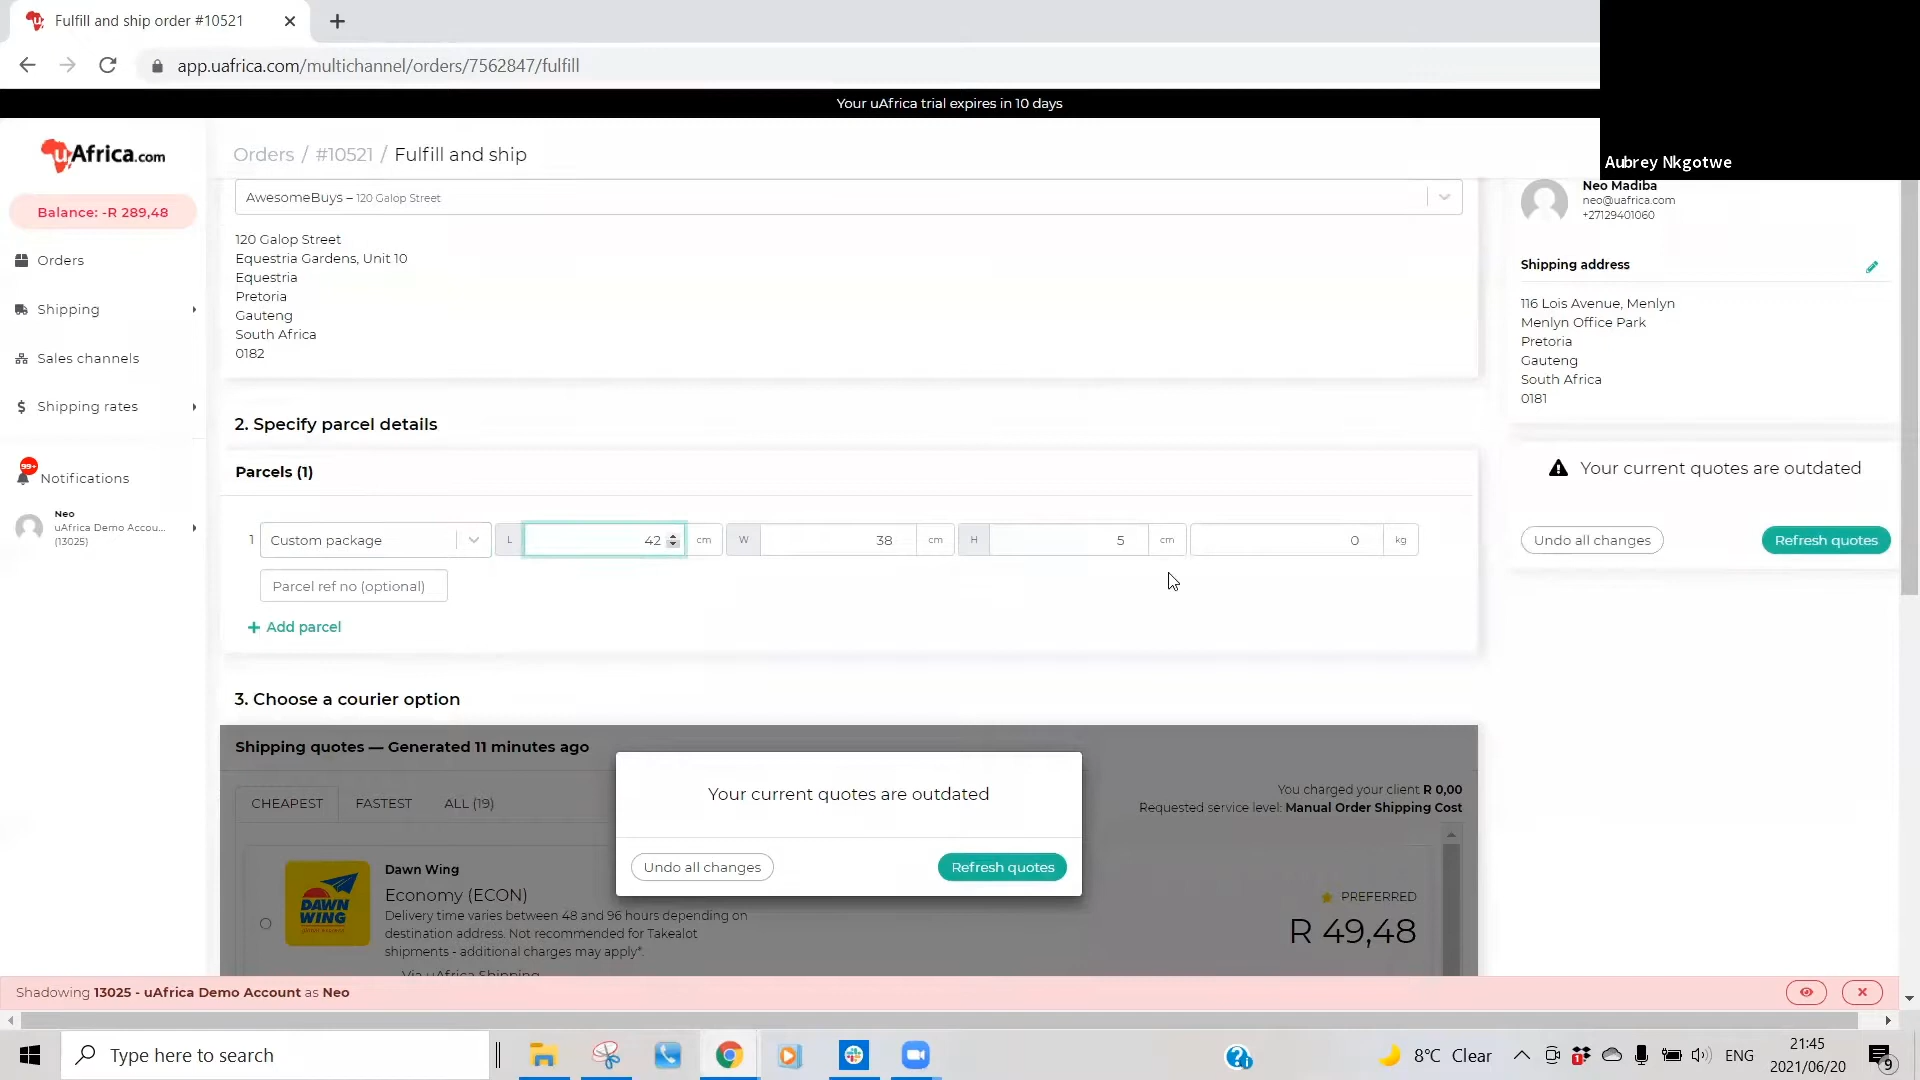 Fulfill and ship order #10521
app.uafrica.com/multichannel/orders/7562847/fulfill
Your uAfrica trial expires in 10 days
Aubrey Nkgotwe
uAfrica.com
Balance: -R 289,48
Orders
Shipping
Sales channels
Shipping rates
99+
Notifications
Neo
uAfrica Demo Accou...
(13025)
Orders / #10521 / Fulfill and ship
AwesomeBuys – 120 Galop Street
120 Galop Street
Equestria Gardens, Unit 10
Equestria
Pretoria
Gauteng
South Africa
0182
2. Specify parcel details
Parcels (1)
1 Custom package L 42 cm W 38 cm H 5 cm 0 kg
Parcel ref no (optional)
+ Add parcel
3. Choose a courier option
Shipping quotes — Generated 11 minutes ago
CHEAPEST FASTEST ALL (19)
You charged your client R 0,00
Requested service level: Manual Order Shipping Cost
Your current quotes are outdated
Undo all changes Refresh quotes
DAWN
WING
Dawn Wing
Economy (ECON)
Delivery time varies between 48 and 96 hours depending on
destination address. Not recommended for Takealot
shipments - additional charges may apply*.
Via uAfrica Shipping
PREFERRED
R 49,48
Neo Madiba
neo@uafrica.com
+27129401060
Shipping address
116 Lois Avenue, Menlyn
Menlyn Office Park
Pretoria
Gauteng
South Africa
0181
Your current quotes are outdated
Undo all changes Refresh quotes
Shadowing 13025 - uAfrica Demo Account as Neo
Type here to search
8°C Clear
1
ENG
21:45
2021/06/20
9